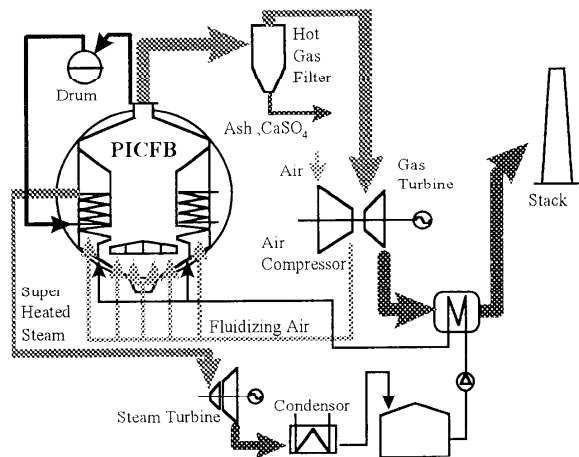 Hot
Gas
Filter
Drum
Ash ,CaSO4
PICFB
Air
Gas
Turbine
Stack
Air
Compressor
Super
Heated
Steam
Fluidizing Air
Steam Turbine
Condensor